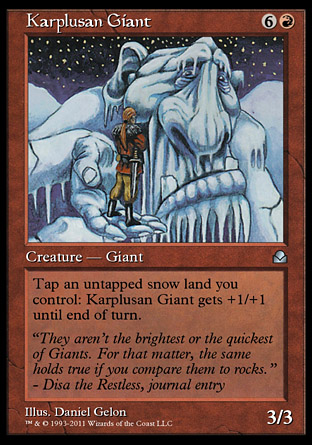 Karplusan Giant 6
Creature — Giant
Tap an untapped snow land you
control: Karplusan Giant gets +1/+1
until end of turn.
“They aren’t the brightest or the quickest
of Giants. For that matter, the same
holds true if you compare them to rocks.”
- Disa the Restless, journal entry
Illus. Daniel Gelon
™ & © 1993-2011 Wizards of the Coast LLC
3/3